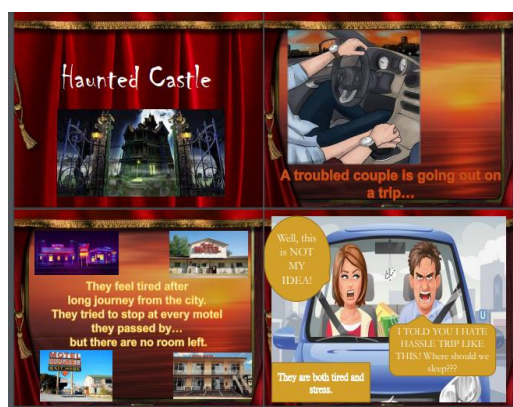 Haunted Castle
A troubled couple is going out on
a trip...
They feel tired after
long journey from the city.
They tried to stop at every motel
they passed by...
but there are no room left.
MOTEL
Well, this
is NOT
MY
IDEA!
I TOLD YOU I HATE
HASSLE TRIP LIKE
THIS! Where should we
sleep???
They are both tired and
stress.